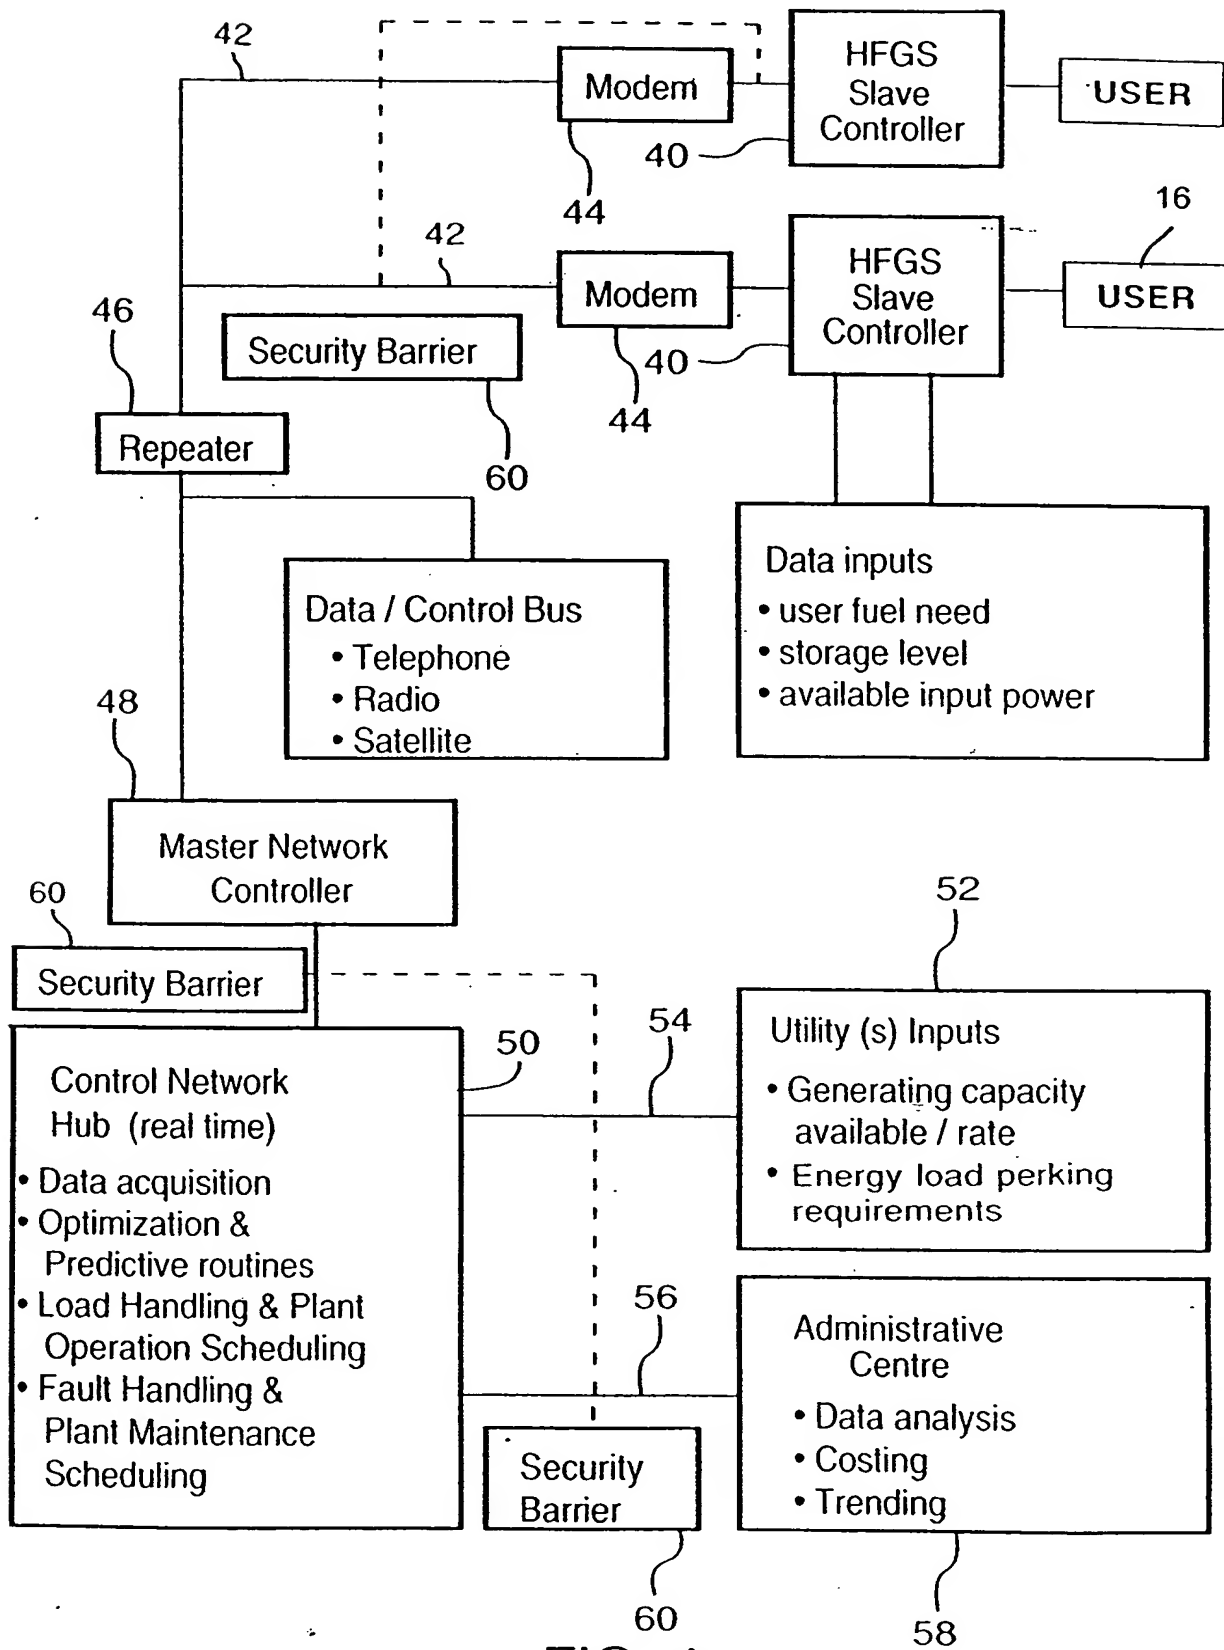 42
Modem
HFGS
Slave
Controller
USER
40
44
16
42
Modem
HFGS
Slave
Controller
USER
40
44
46
Security Barrier
60
Repeater
Data / Control Bus
• Telephone
• Radio
• Satellite
Data inputs
• user fuel need
• storage level
• available input power
48
Master Network
Controller
60
Security Barrier
50
Control Network
Hub (real time)
• Data acquisition
• Optimization &
Predictive routines
• Load Handling & Plant
Operation Scheduling
• Fault Handling &
Plant Maintenance
Scheduling
54
52
Utility (s) Inputs
• Generating capacity
available / rate
• Energy load perking
requirements
56
Administrative
Centre
• Data analysis
• Costing
• Trending
Security
Barrier
60
58